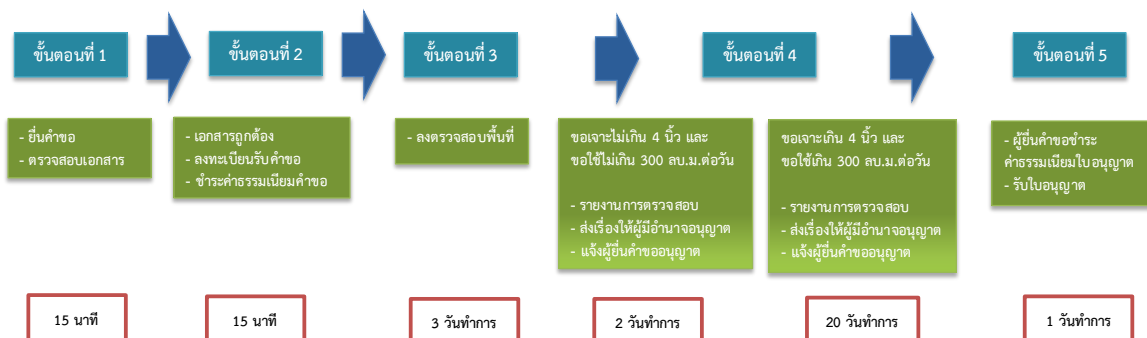 ขั้นตอนที่ 1
ขั้นตอนที่ 2
ขั้นตอนที่ 3
ขั้นตอนที่ 4
ขั้นตอนที่ 5
- ยื่นคำขอ
- ตรวจสอบเอกสาร
- เอกสารถูกต้อง
- ลงทะเบียนรับคำขอ
- ชำระค่าธรรมเนียมคำขอ
- ลงตรวจสอบพื้นที่
ขอเจาะไม่เกิน 4 นิ้ว และ
ขอใช้ไม่เกิน 300 ลบ.ม.ต่อวัน
- รายงานการตรวจสอบ
- ส่งเรื่องให้ผู้มีอำนาจอนุญาต
- แจ้งผู้ยื่นคำขออนุญาต
ขอเจาะเกิน 4 นิ้ว และ
ขอใช้เกิน 300 ลบ.ม.ต่อวัน
- รายงานการตรวจสอบ
- ส่งเรื่องให้ผู้มีอำนาจอนุญาต
- แจ้งผู้ยื่นคำขออนุญาต
- ผู้ยื่นคำขอชำระ
ค่าธรรมเนียมใบอนุญาต
- รับใบอนุญาต
15 นาที
15 นาที
3 วันทำการ
2 วันทำการ
20 วันทำการ
1 วันทำการ